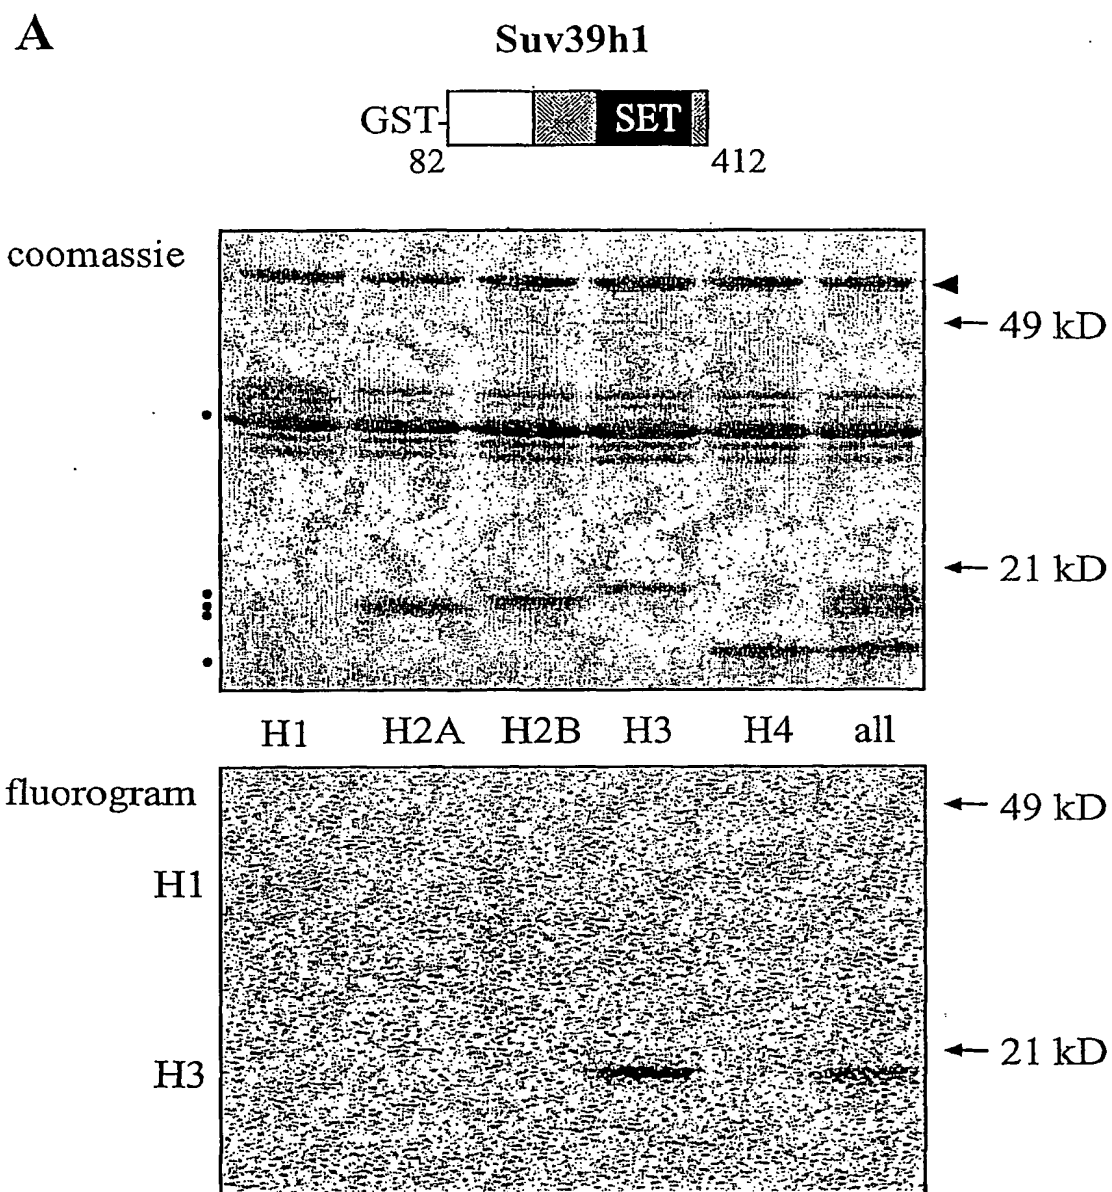 A
Suv39h1
GST- SET
82 412
coomassie
49 kD
21 kD
H1 H2A H2B H3 H4 all
fluorogram
49 kD
H1
21 kD
H3